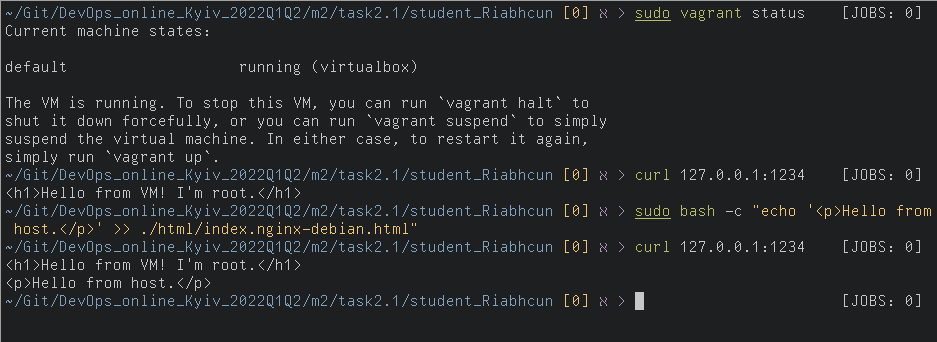 ~/Git/DevOps_online_Kyiv_2022Q1Q2/m2/task2.1/student_Riabhcun [0] ℵ > sudo vagrant status [JOBS: 0]
Current machine states:
default running (virtualbox)
The VM is running. To stop this VM, you can run `vagrant halt` to
shut it down forcefully, or you can run `vagrant suspend` to simply
suspend the virtual machine. In either case, to restart it again,
simply run `vagrant up`.
~/Git/DevOps_online_Kyiv_2022Q1Q2/m2/task2.1/student_Riabhcun [0] ℵ > curl 127.0.0.1:1234 [JOBS: 0]
<h1>Hello from VM! I'm root.</h1>
~/Git/DevOps_online_Kyiv_2022Q1Q2/m2/task2.1/student_Riabhcun [0] ℵ > sudo bash -c "echo '<p>Hello from
host.</p>' >> ./html/index.nginx-debian.html"
~/Git/DevOps_online_Kyiv_2022Q1Q2/m2/task2.1/student_Riabhcun [0] ℵ > curl 127.0.0.1:1234 [JOBS: 0]
<h1>Hello from VM! I'm root.</h1>
<p>Hello from host.</p>
~/Git/DevOps_online_Kyiv_2022Q1Q2/m2/task2.1/student_Riabhcun [0] ℵ > [JOBS: 0]